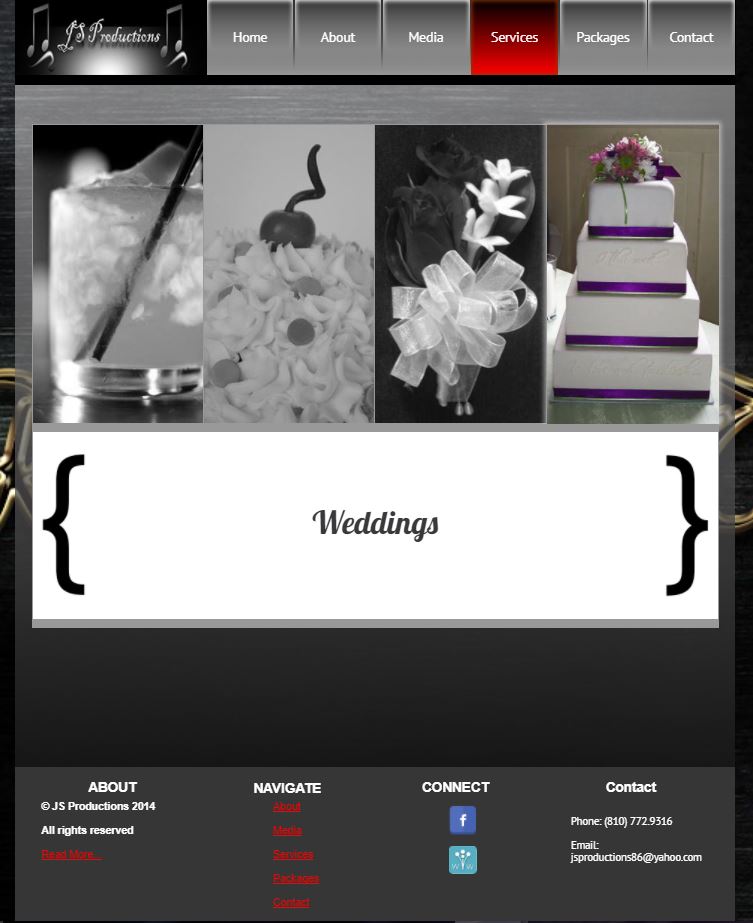 JS Productions
Home
About
Media
Services
Packages
Contact
{ Weddings }
ABOUT
© JS Productions 2014
All rights reserved
Read More...
NAVIGATE
About
Media
Services
Packages
Contact
CONNECT
f
W W
Contact
Phone: (810) 772.9316
Email:
jsproductions86@yahoo.com